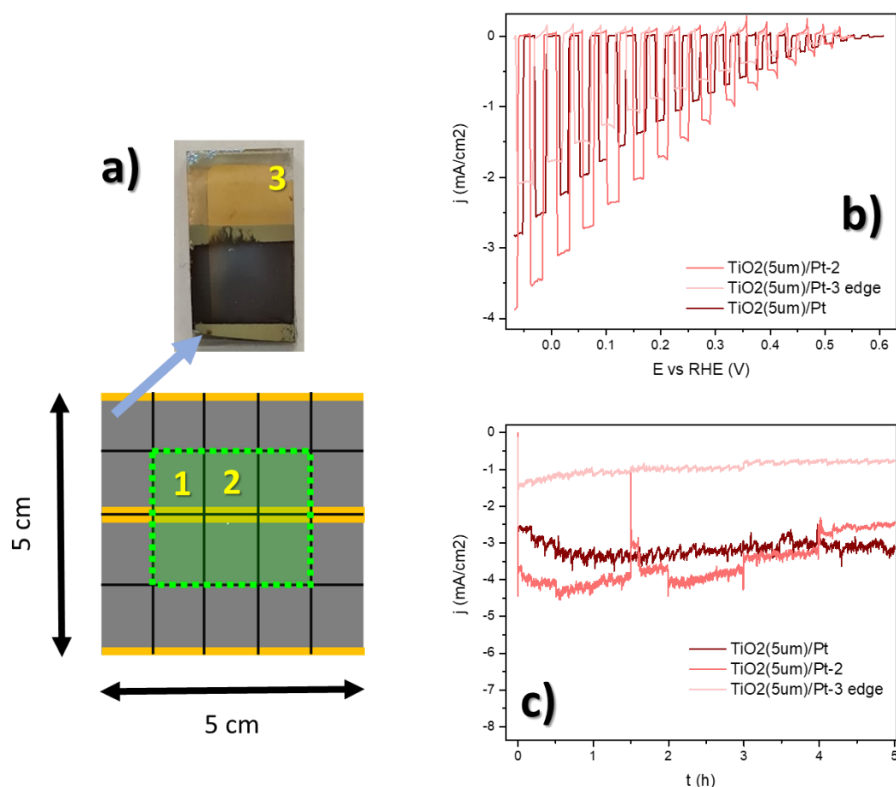 a)
3
1
2
5 cm
5 cm
b)
0
-1
-2
-3
-4
j (mA/cm2)
TiO2(5um)/Pt-2
TiO2(5um)/Pt-3 edge
TiO2(5um)/Pt
0.0 0.1 0.2 0.3 0.4 0.5 0.6
E vs RHE (V)
0
-1
-2
-3
-4
-5
-6
-7
-8
j (mA/cm2)
TiO2(5um)/Pt
TiO2(5um)/Pt-2
TiO2(5um)/Pt-3 edge
c)
0 1 2 3 4 5
t (h)